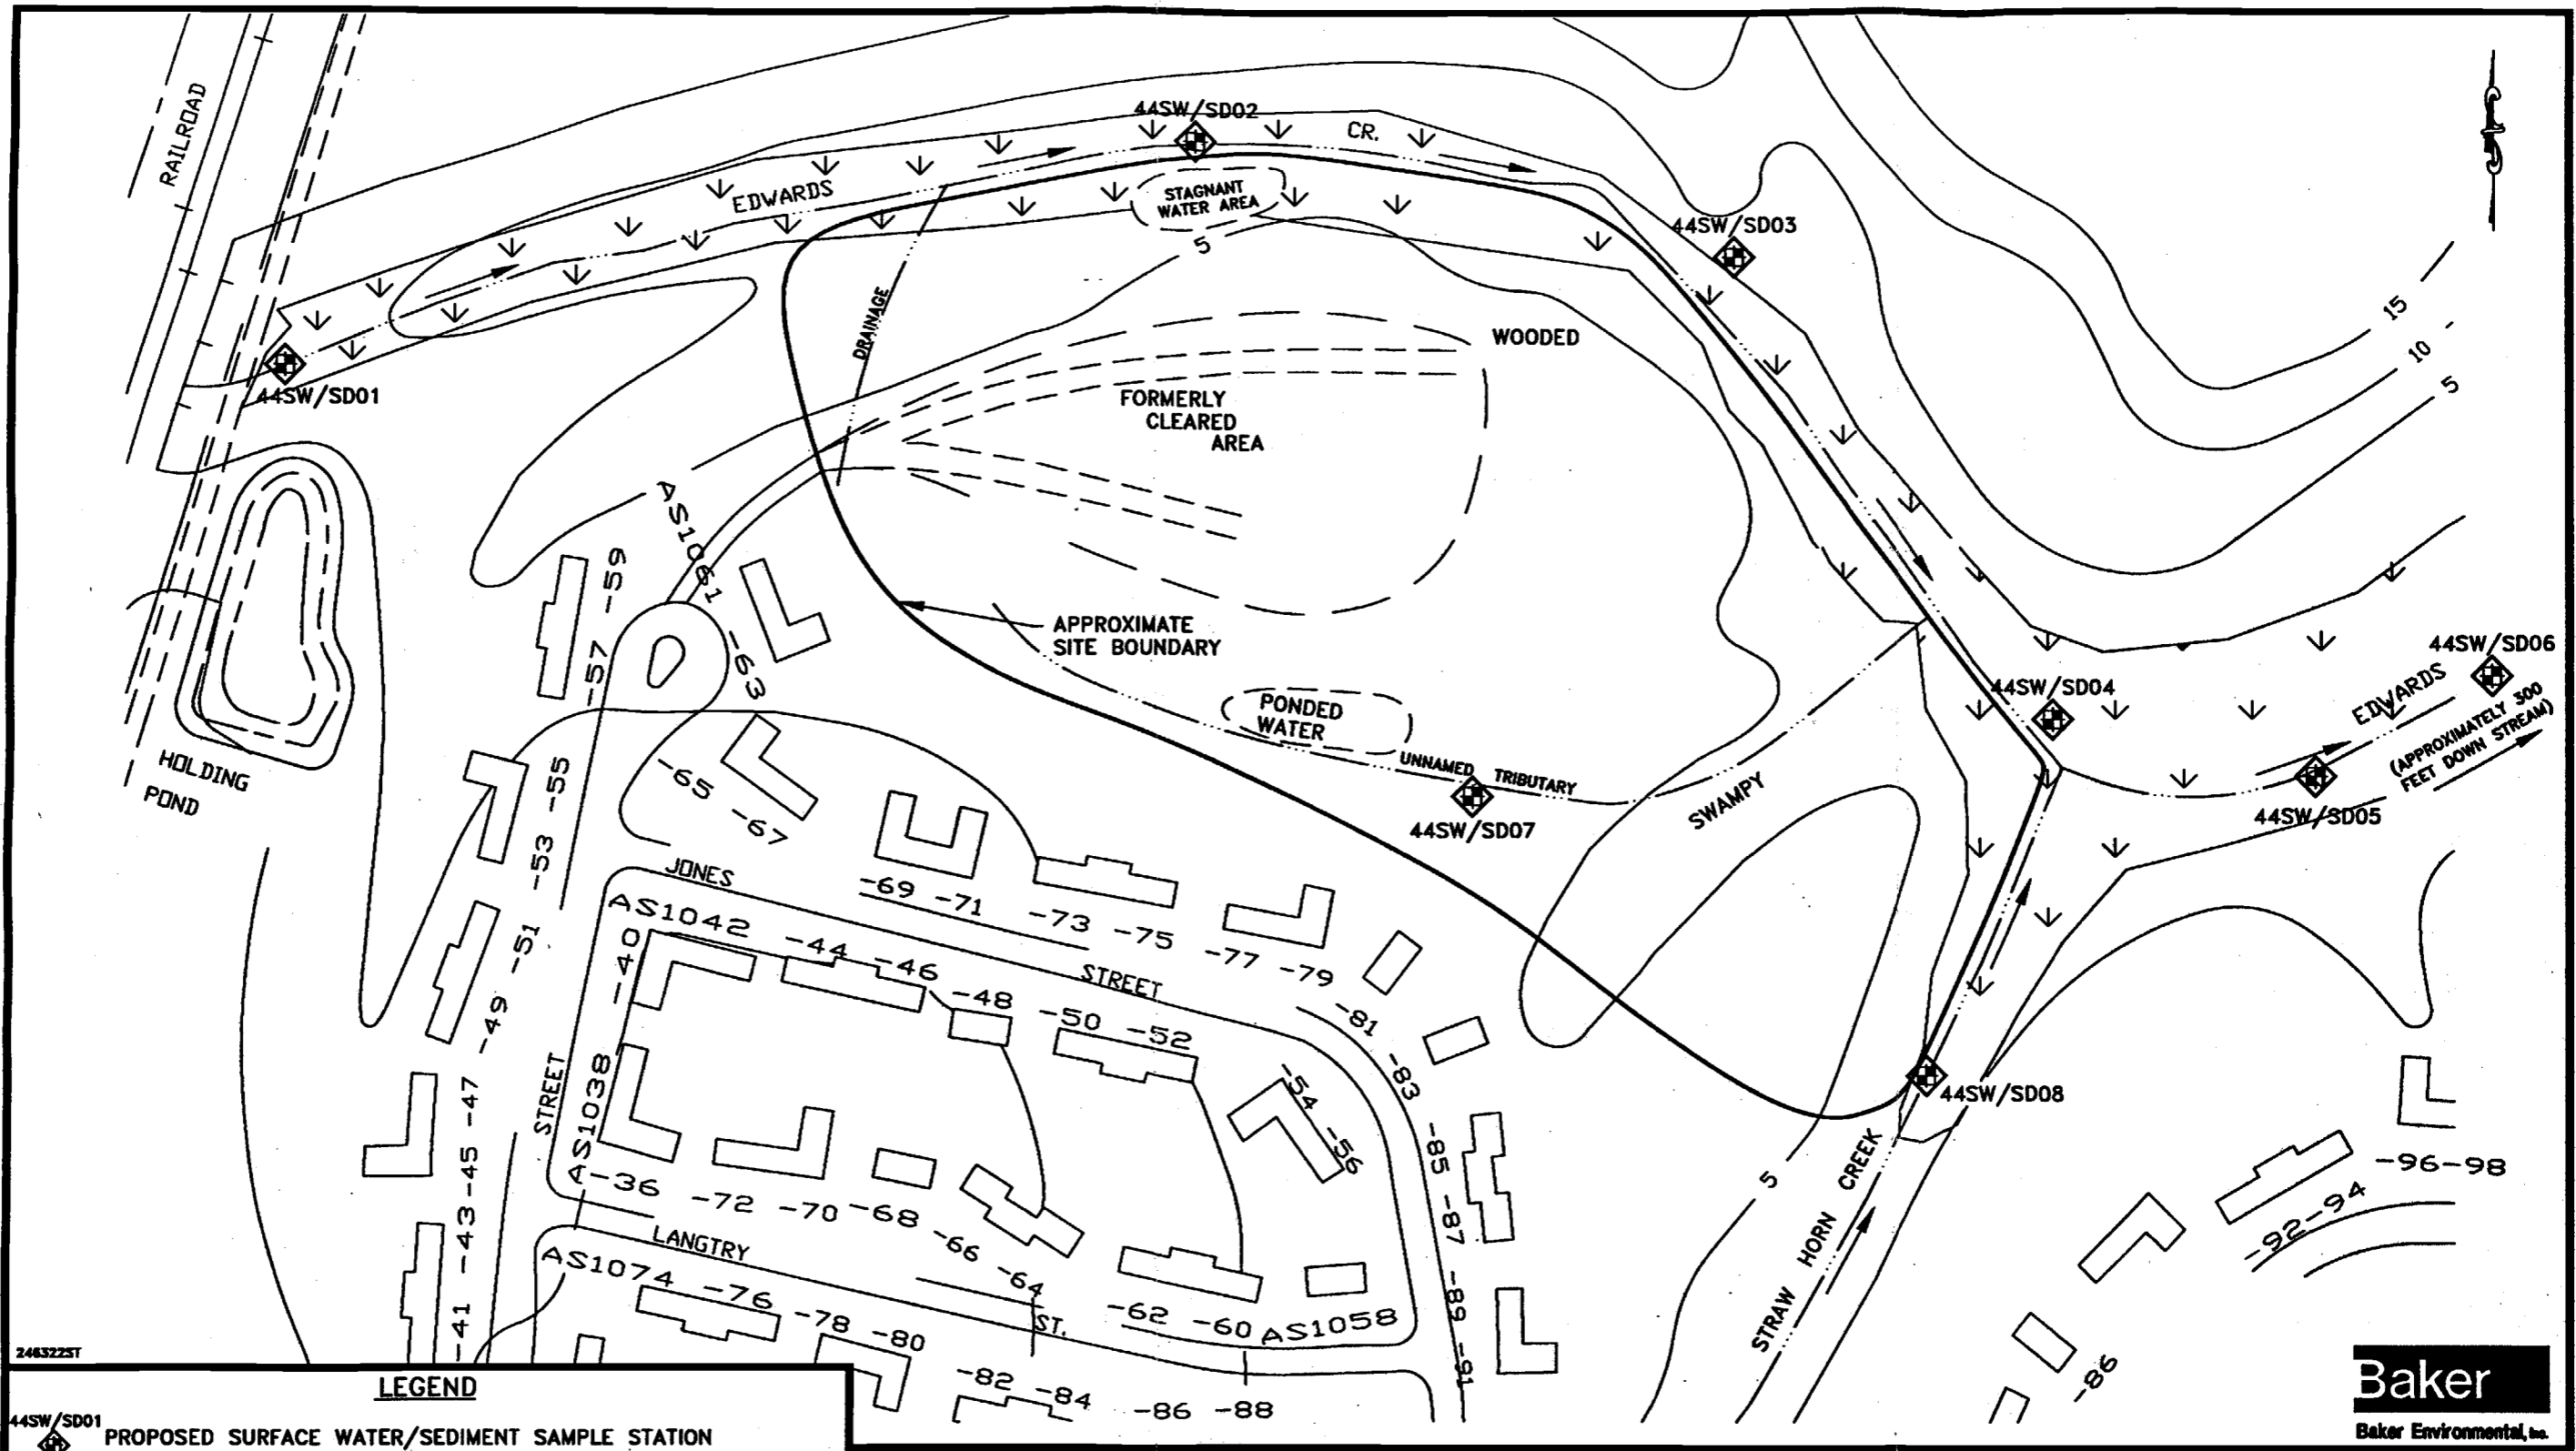 RAILROAD
44SW/SD02
CR.
EDWARDS
STAGNANT
WATER AREA
5
44SW/SD03
15
10
5
44SW/SD01
DRAINAGE
WOODED
FORMERLY
CLEARED
AREA
AS1061 -63
-57 -59
APPROXIMATE
SITE BOUNDARY
PONDED
WATER
UNNAMED TRIBUTARY
44SW/SD07
SWAMPY
44SW/SD04
44SW/SD06
EDWARDS
(APPROXIMATELY 300
FEET DOWN STREAM)
44SW/SD05
HOLDING
POND
-49 -51 -53 -55
-65 -67
JONES
-69 -71 -73 -75 -77 -79
-81 -83 -85 -87 -89 -91
AS1042 -44 -46 -48 -50 -52
STREET
-54 -56
STREET
AS1038 -40
-41 -43 -45 -47
A-36 -72 -70 -68 -66 -64
-62 -60 AS1058
LANGTRY
ST.
AS1074 -76 -78 -80
-82 -84 -86 -88
44SW/SD08
5
STRAW HORN CREEK
-96-98
-92-94
-86
246322ST
LEGEND
44SW/SD01
PROPOSED SURFACE WATER/SEDIMENT SAMPLE STATION
Baker
Baker Environmental, Inc.